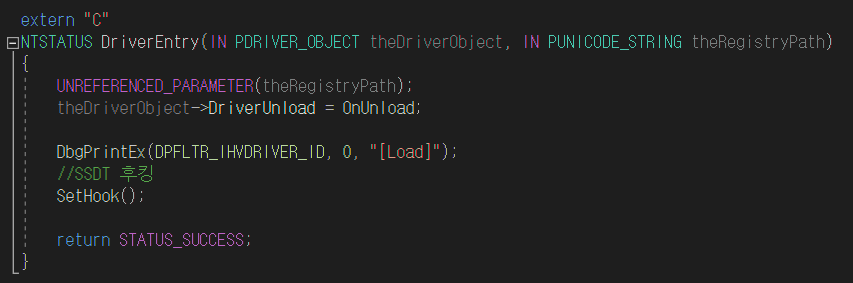 extern "C"
NTSTATUS DriverEntry(IN PDRIVER_OBJECT theDriverObject, IN PUNICODE_STRING theRegistryPath)
{
UNREFERENCED_PARAMETER(theRegistryPath);
theDriverObject->DriverUnload = OnUnload;
DbgPrintEx(DPFLTR_IHVDRIVER_ID, 0, "[Load]");
//SSDT 후킹
SetHook();
return STATUS_SUCCESS;
}